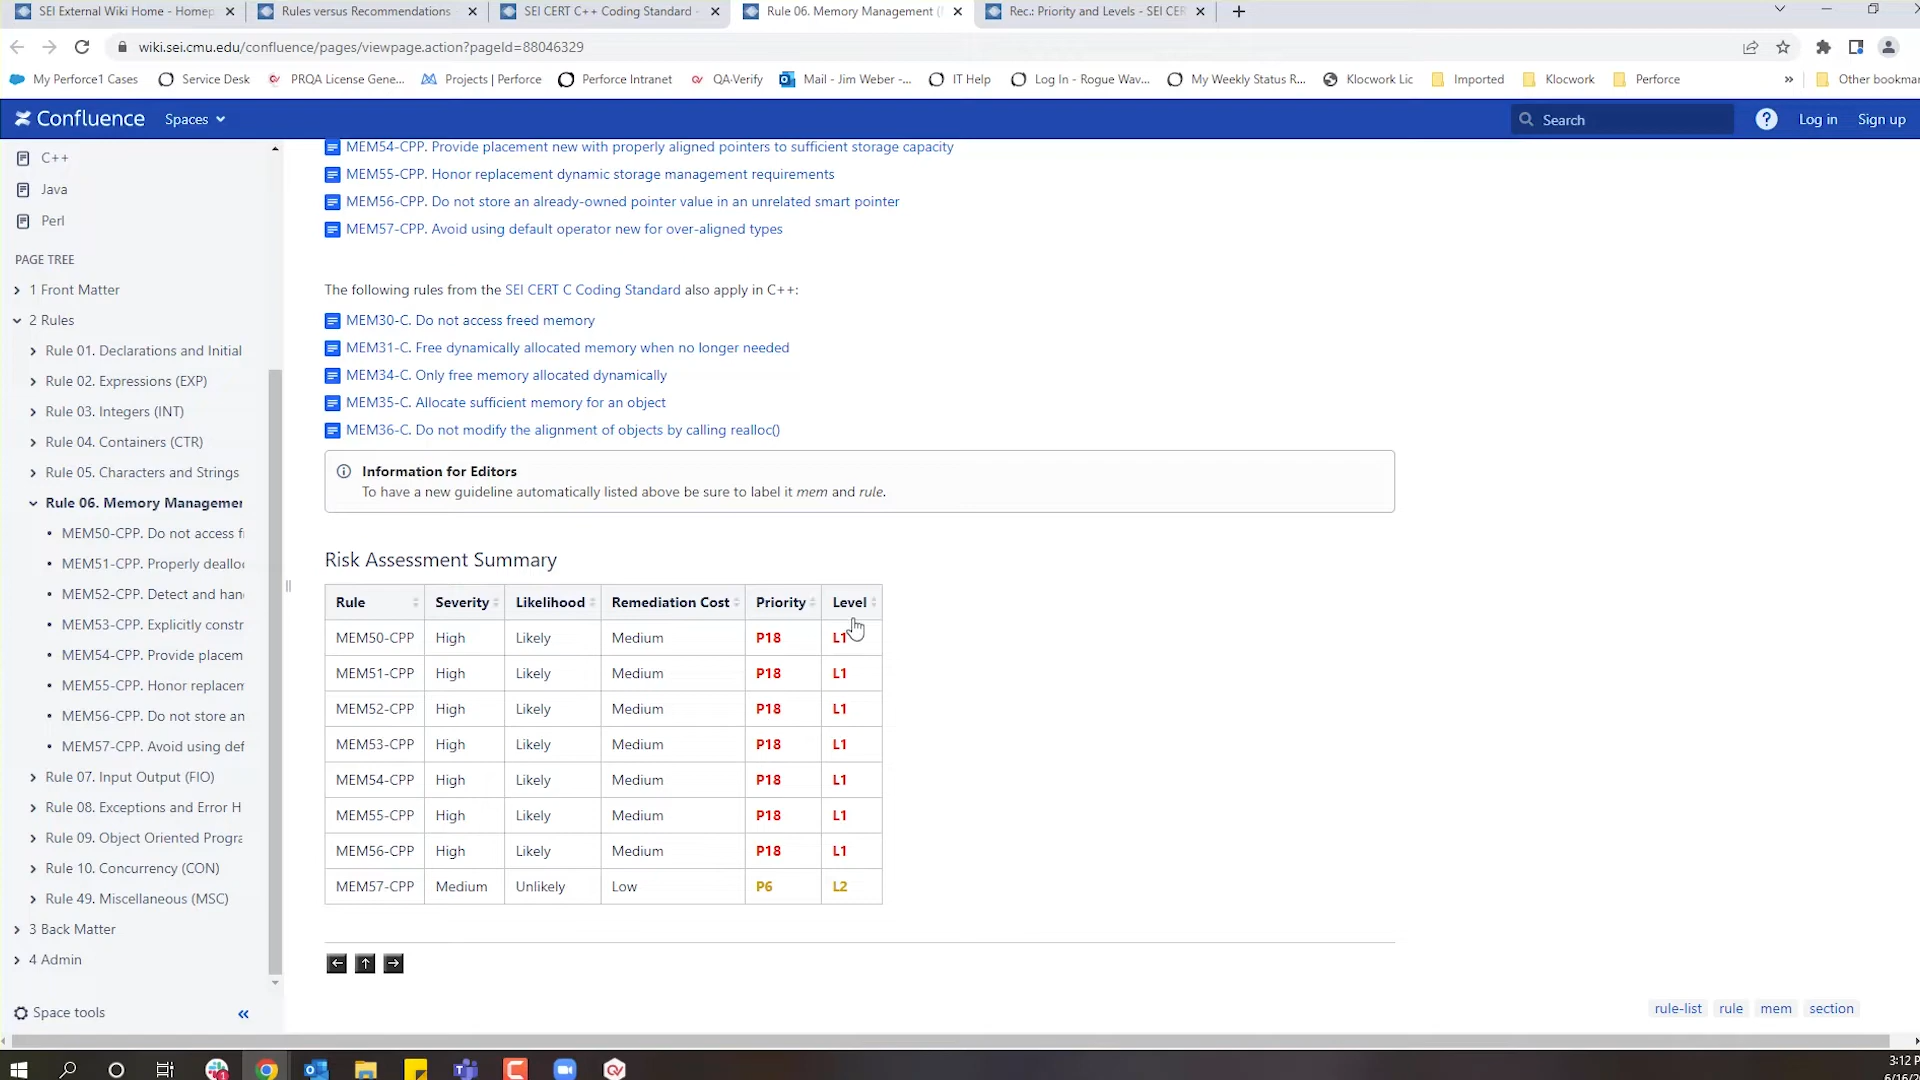 SEI External Wiki Home - Homep
Rules versus Recommendations
SEI CERT C++ Coding Standard -
Rule 06. Memory Management (
Rec.: Priority and Levels - SEI CER
wiki.sei.cmu.edu/confluence/pages/viewpage.action?pageId=88046329
My Perforce1 Cases
Service Desk
PRQA License Gene...
Projects | Perforce
Perforce Intranet
QA-Verify
Mail - Jim Weber -...
IT Help
Log In - Rogue Wav...
My Weekly Status R...
Klocwork Lic
Imported
Klocwork
Perforce
»
Other bookmar
Confluence
Spaces
Search
Log in
Sign up
C++
Java
Perl
PAGE TREE
1 Front Matter
2 Rules
Rule 01. Declarations and Initial
Rule 02. Expressions (EXP)
Rule 03. Integers (INT)
Rule 04. Containers (CTR)
Rule 05. Characters and Strings
Rule 06. Memory Managemen
• MEM50-CPP. Do not access f
• MEM51-CPP. Properly deallo
• MEM52-CPP. Detect and han
• MEM53-CPP. Explicitly constr
• MEM54-CPP. Provide placem
• MEM55-CPP. Honor replacem
• MEM56-CPP. Do not store an
• MEM57-CPP. Avoid using def
Rule 07. Input Output (FIO)
Rule 08. Exceptions and Error H
Rule 09. Object Oriented Progra
Rule 10. Concurrency (CON)
Rule 49. Miscellaneous (MSC)
3 Back Matter
4 Admin
Space tools
«
MEM54-CPP. Provide placement new with properly aligned pointers to sufficient storage capacity
MEM55-CPP. Honor replacement dynamic storage management requirements
MEM56-CPP. Do not store an already-owned pointer value in an unrelated smart pointer
MEM57-CPP. Avoid using default operator new for over-aligned types
The following rules from the SEI CERT C Coding Standard also apply in C++:
MEM30-C. Do not access freed memory
MEM31-C. Free dynamically allocated memory when no longer needed
MEM34-C. Only free memory allocated dynamically
MEM35-C. Allocate sufficient memory for an object
MEM36-C. Do not modify the alignment of objects by calling realloc()
Information for Editors
To have a new guideline automatically listed above be sure to label it mem and rule.
Risk Assessment Summary
Rule Severity Likelihood Remediation Cost Priority Level
MEM50-CPP High Likely Medium P18 L1
MEM51-CPP High Likely Medium P18 L1
MEM52-CPP High Likely Medium P18 L1
MEM53-CPP High Likely Medium P18 L1
MEM54-CPP High Likely Medium P18 L1
MEM55-CPP High Likely Medium P18 L1
MEM56-CPP High Likely Medium P18 L1
MEM57-CPP Medium Unlikely Low P6 L2
rule-list rule mem section
3:12 P